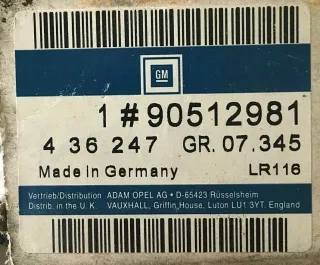 GM
1 # 90512981
4 36 247 GR. 07.345
Made in Germany LR116
Vertrieb/Distribution ADAM OPEL AG • D-65423 Rüsselsheim
Distrib. in the U.K. VAUXHALL, Griffin House, Luton LU1 3YT. England